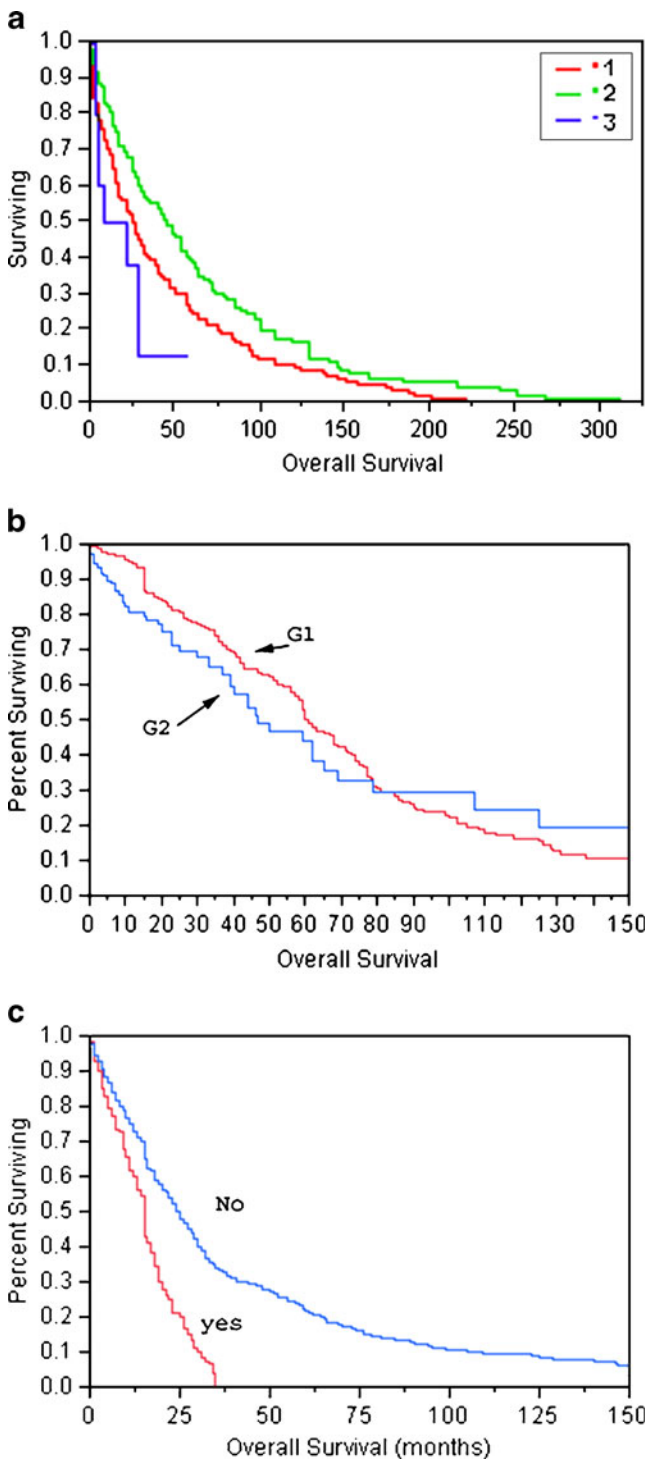 a
1.0
0.9
0.8
0.7
0.6
0.5
0.4
0.3
0.2
0.1
0.0
Surviving
1
2
3
0 50 100 150 200 250 300
Overall Survival
b
1.0
0.9
0.8
0.7
0.6
0.5
0.4
0.3
0.2
0.1
0.0
Percent Surviving
G1
G2
0 10 20 30 40 50 60 70 80 90 110 130 150
Overall Survival
c
1.0
0.9
0.8
0.7
0.6
0.5
0.4
0.3
0.2
0.1
0.0
Percent Surviving
No
yes
0 25 50 75 100 125 150
Overall Survival (months)